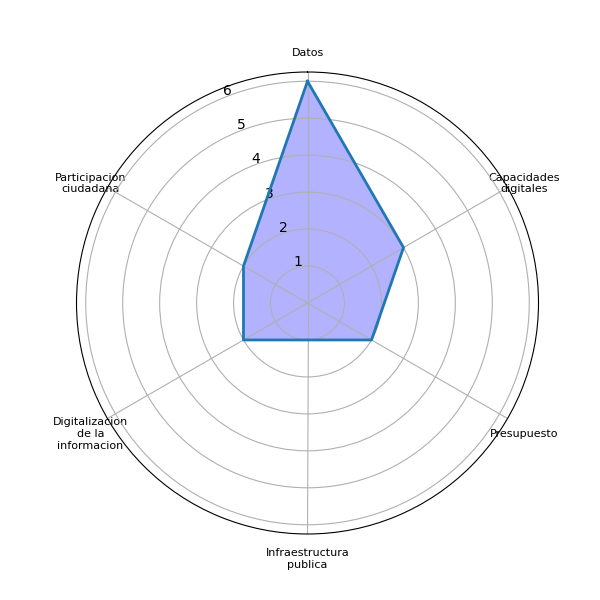 Datos
6
5
4
3
2
1
Participacion
ciudadana
Capacidades
digitales
Digitalizacion
de la
informacion
Presupuesto
Infraestructura
publica